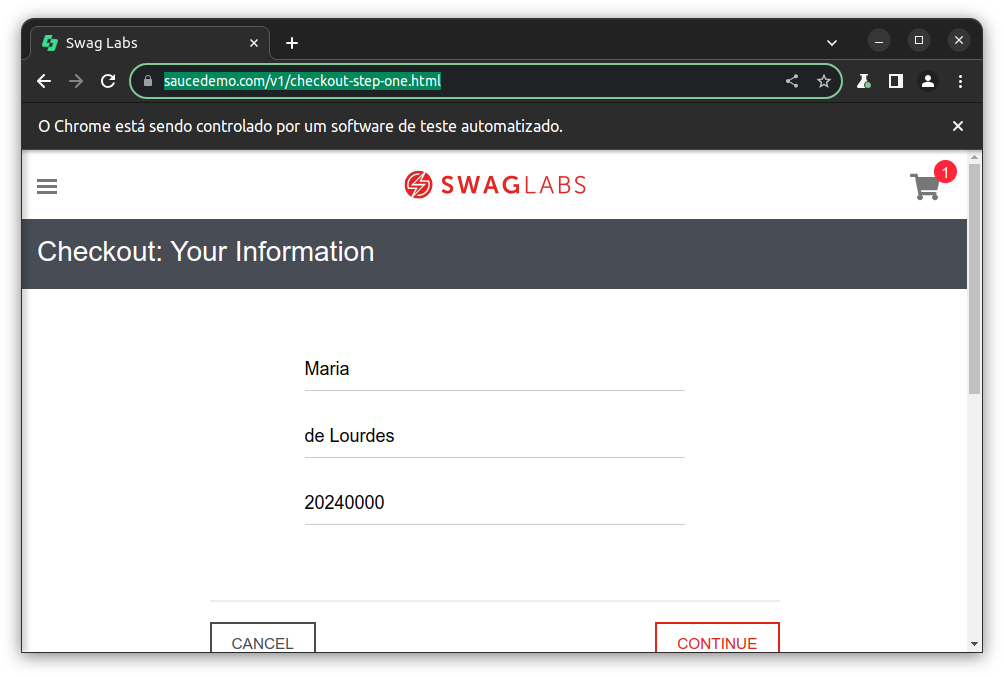 Swag Labs
saucedemo.com/v1/checkout-step-one.html
O Chrome está sendo controlado por um software de teste automatizado.
SWAGLABS
1
Checkout: Your Information
Maria
de Lourdes
20240000
CANCEL
CONTINUE